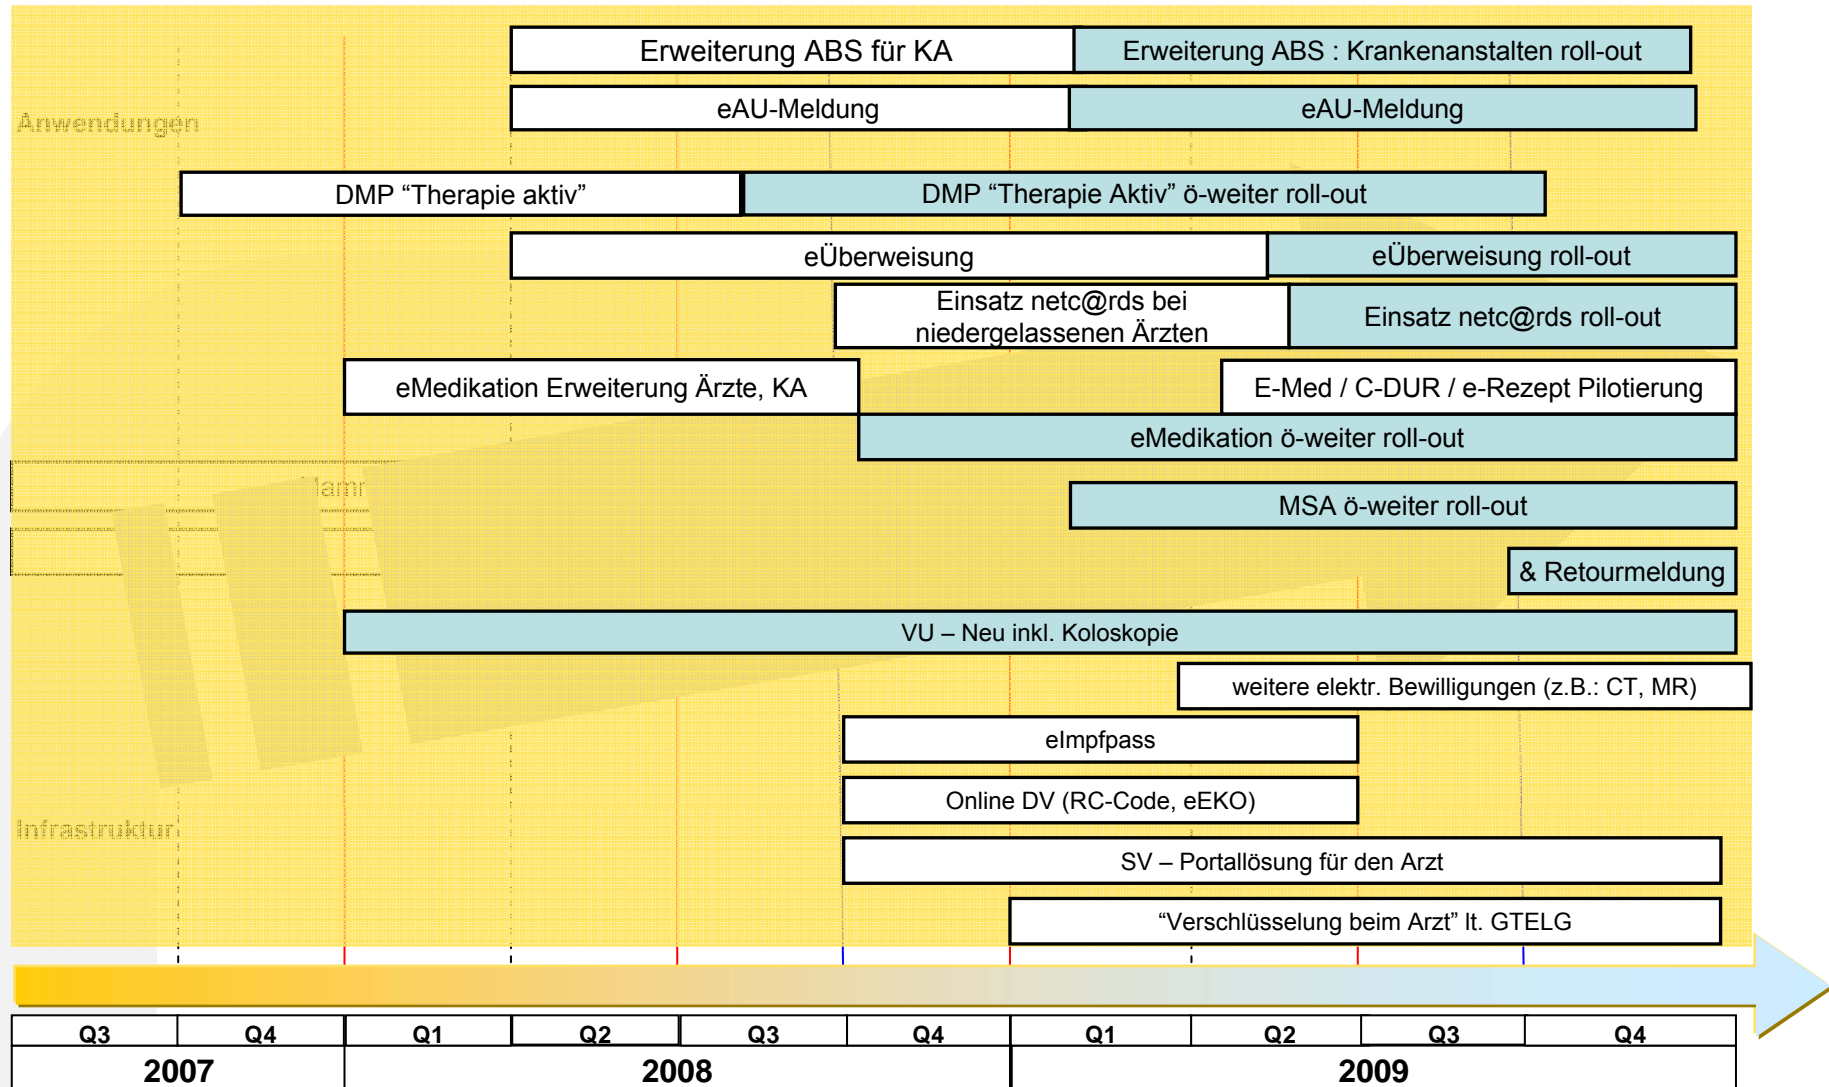 Erweiterung ABS für KA
Erweiterung ABS : Krankenanstalten roll-out
eAU-Meldung
eAU-Meldung
Anwendungen
DMP “Therapie aktiv”
DMP “Therapie Aktiv” ö-weiter roll-out
eÜberweisung
eÜberweisung roll-out
Einsatz netc@rds bei
niedergelassenen Ärzten
Einsatz netc@rds roll-out
eMedikation Erweiterung Ärzte, KA
E-Med / C-DUR / e-Rezept Pilotierung
eMedikation ö-weiter roll-out
MSA ö-weiter roll-out
& Retourmeldung
VU – Neu inkl. Koloskopie
weitere elektr. Bewilligungen (z.B.: CT, MR)
eImpfpass
Online DV (RC-Code, eEKO)
Infrastruktur
SV – Portallösung für den Arzt
“Verschlüsselung beim Arzt” lt. GTELG
Q3 Q4 Q1 Q2 Q3 Q4 Q1 Q2 Q3 Q4
2007 2008 2009